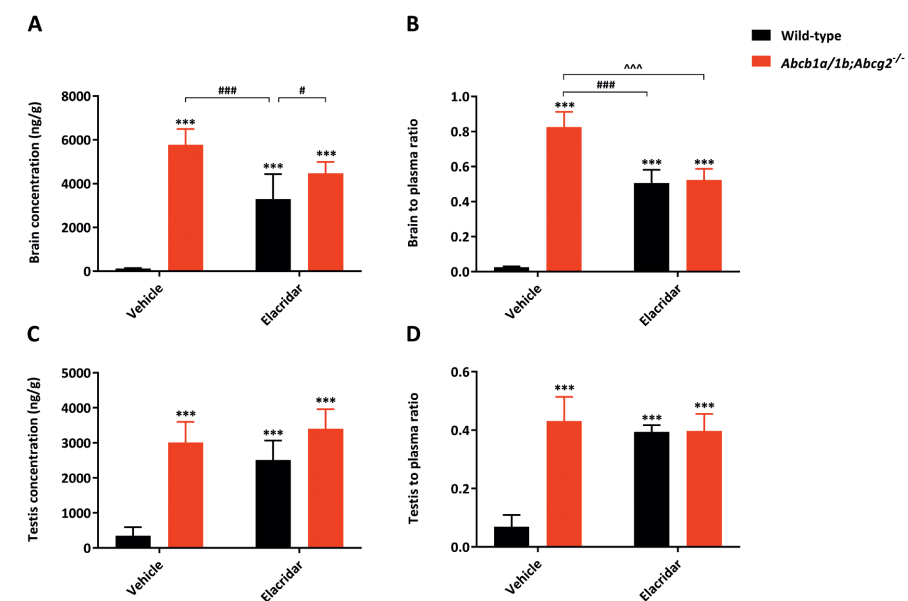 A
B
Wild-type
Abcb1a/1b;Abcg2-/-
^^^
###
#
###
8000
6000
4000
2000
0
Brain concentration (ng/g)
***
***
***
Vehicle
Elacridar
1.0
0.8
0.6
0.4
0.2
0.0
Brain to plasma ratio
***
***
***
Vehicle
Elacridar
C
D
5000
4000
3000
2000
1000
0
Testis concentration (ng/g)
***
***
***
Vehicle
Elacridar
0.6
0.4
0.2
0.0
Testis to plasma ratio
***
***
***
Vehicle
Elacridar